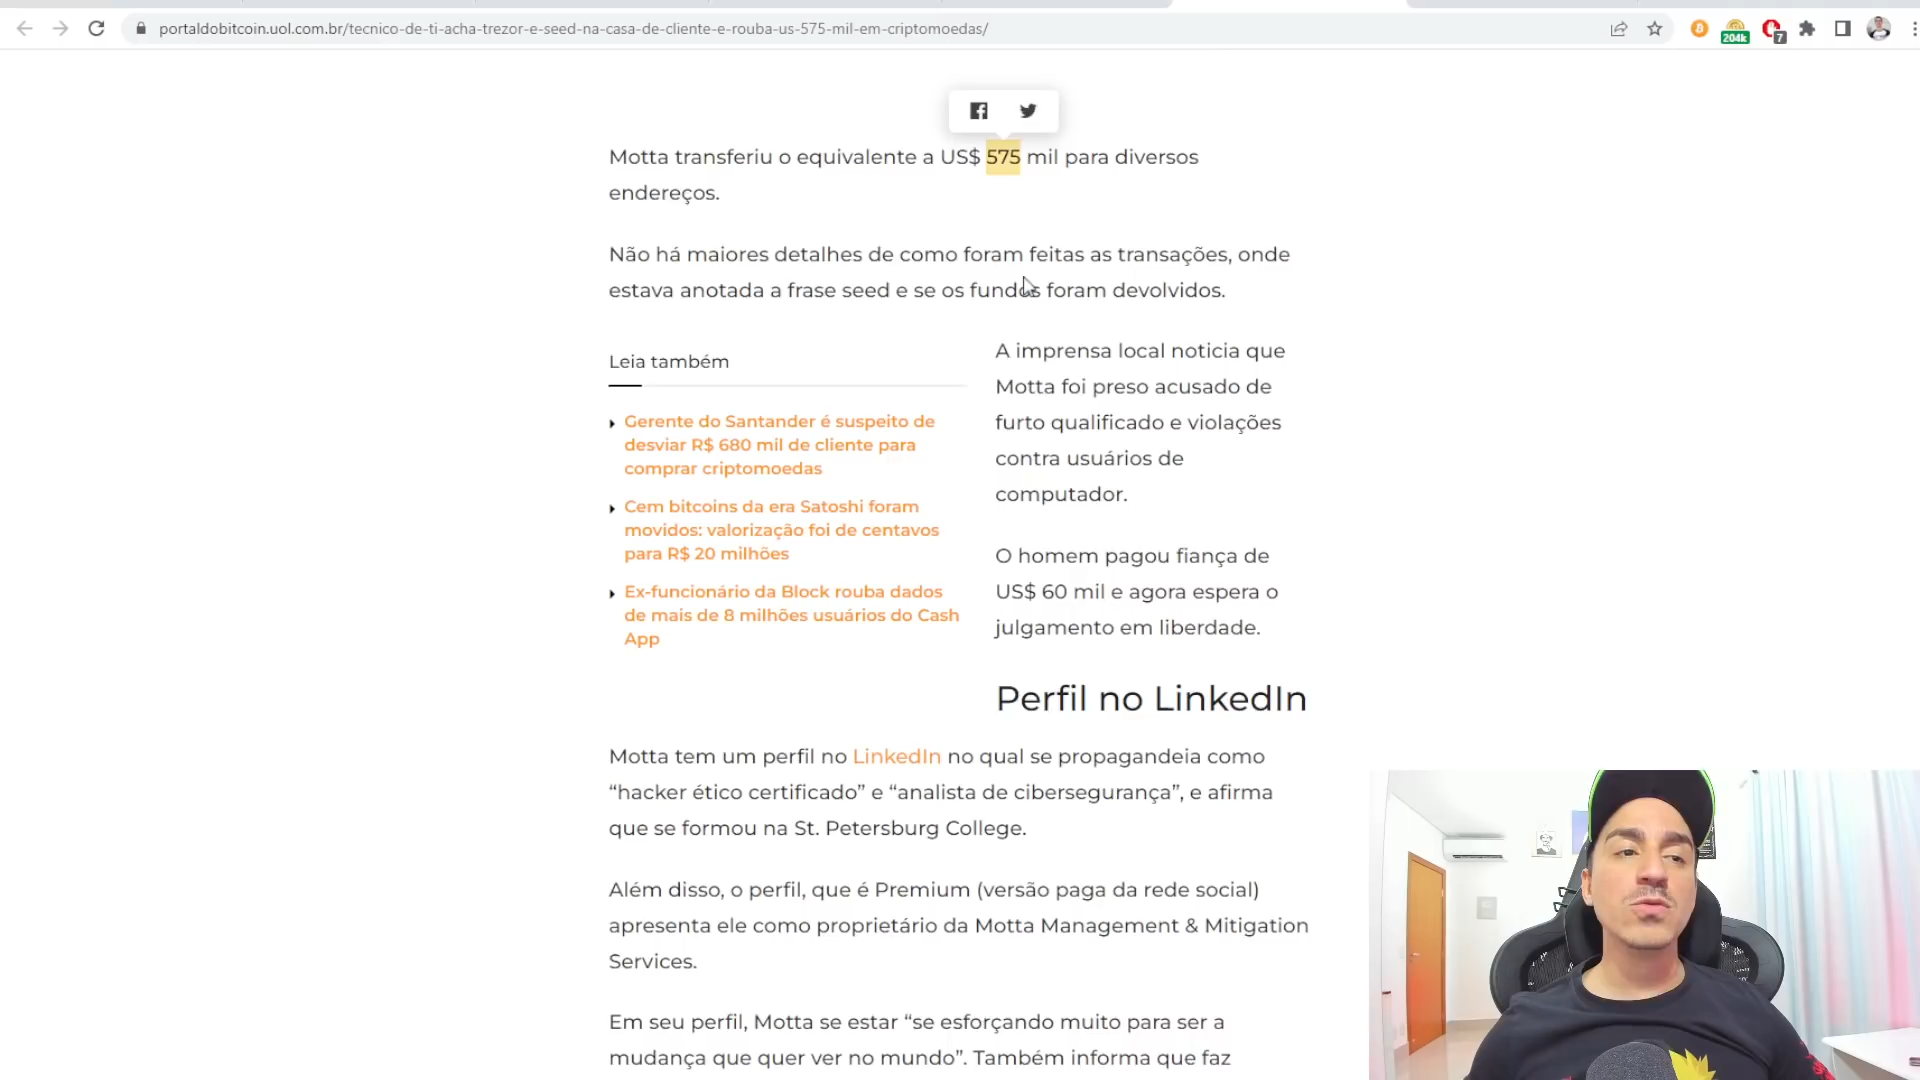 portaldobitcoin.uol.com.br/tecnico-de-ti-acha-trezor-e-seed-na-casa-de-cliente-e-rouba-us-575-mil-em-criptomoedas/
204k
7
Motta transferiu o equivalente a US$ 575 mil para diversos
endereços.
Não há maiores detalhes de como foram feitas as transações, onde
estava anotada a frase seed e se os fundos foram devolvidos.
Leia também
Gerente do Santander é suspeito de
desviar R$ 680 mil de cliente para
comprar criptomoedas
Cem bitcoins da era Satoshi foram
movidos: valorização foi de centavos
para R$ 20 milhões
Ex-funcionário da Block rouba dados
de mais de 8 milhões usuários do Cash
App
A imprensa local noticia que
Motta foi preso acusado de
furto qualificado e violações
contra usuários de
computador.
O homem pagou fiança de
US$ 60 mil e agora espera o
julgamento em liberdade.
Perfil no LinkedIn
Motta tem um perfil no LinkedIn no qual se propagandeia como
“hacker ético certificado” e “analista de cibersegurança”, e afirma
que se formou na St. Petersburg College.
Além disso, o perfil, que é Premium (versão paga da rede social)
apresenta ele como proprietário da Motta Management & Mitigation
Services.
Em seu perfil, Motta se estar “se esforçando muito para ser a
mudança que quer ver no mundo”. Também informa que faz